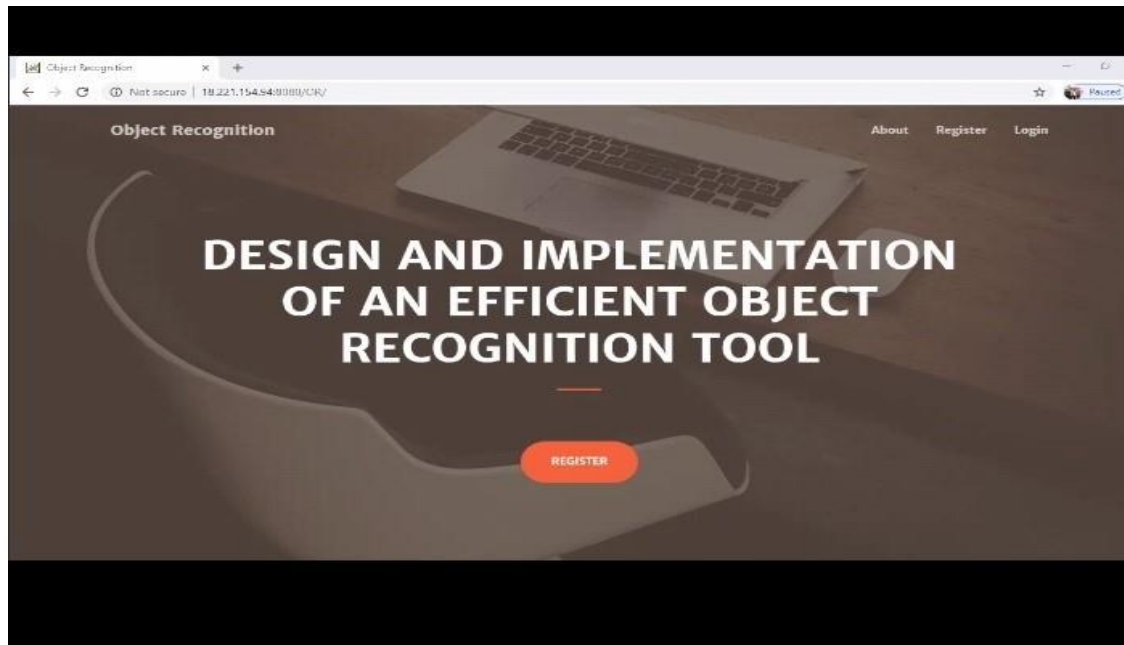 Object Recognition
Not secure | 18.221.154.94:8080/OR/
Paused
Object Recognition
About Register Login
DESIGN AND IMPLEMENTATION
OF AN EFFICIENT OBJECT
RECOGNITION TOOL
REGISTER